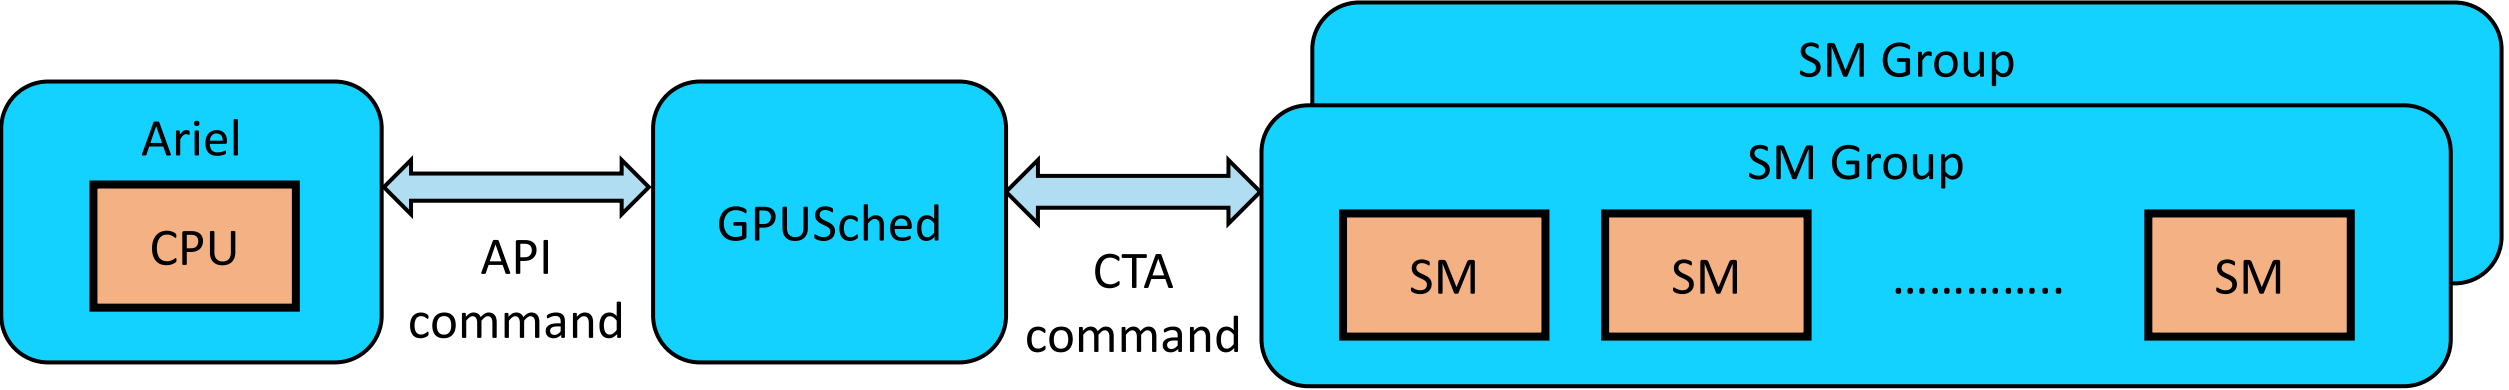 Ariel
CPU
API
command
GPUSched
CTA
command
SM Group
SM Group
SM
SM
..............
SM